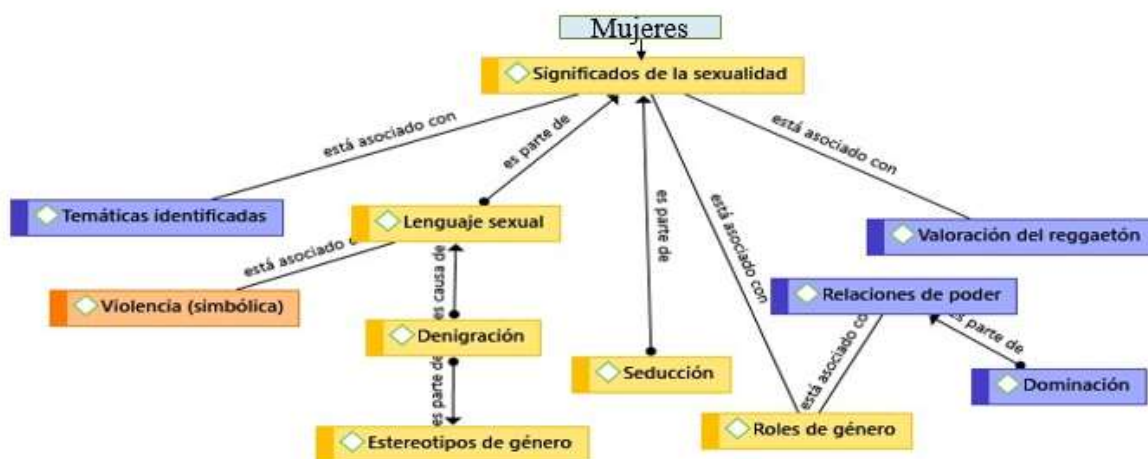 Mujeres
Significados de la sexualidad
está asociado con
es parte de
es parte de
está asociado con
está asociado con
Temáticas identificadas
Lenguaje sexual
Valoración del reggaetón
está asociado
Violencia (simbólica)
es causa de
Relaciones de poder
Denigración
es parte de
Seducción
está asociado
es parte de
Dominación
Estereotipos de género
Roles de género